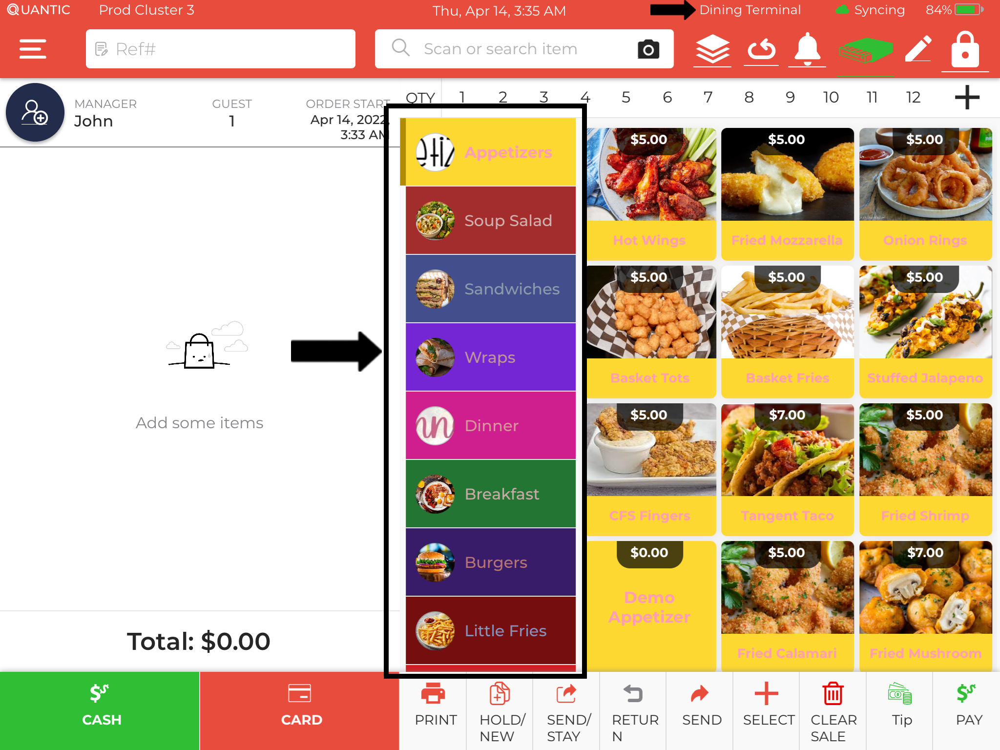 QUANTIC
Prod Cluster 3
Thu, Apr 14, 3:35 AM
Dining Terminal
Syncing
84%
Ref#
Scan or search item
MANAGER
John
GUEST
1
ORDER START
Apr 14, 2022,
3:33 AM
QTY 1 2 3 4 5 6 7 8 9 10 11 12
Add some items
Total: $0.00
Appetizers
Soup Salad
Sandwiches
Wraps
Dinner
Breakfast
Burgers
Little Fries
$5.00
Hot Wings
$5.00
Fried Mozzarella
$5.00
Onion Rings
$5.00
Basket Tots
$5.00
Basket Fries
$5.00
Stuffed Jalapeno
$5.00
CFS Fingers
$7.00
Tangent Taco
$5.00
Fried Shrimp
$0.00
Demo
Appetizer
$5.00
Fried Calamari
$7.00
Fried Mushroom
CASH
CARD
PRINT
HOLD/
NEW
SEND/
STAY
RETUR
N
SEND
SELECT
CLEAR
SALE
Tip
PAY